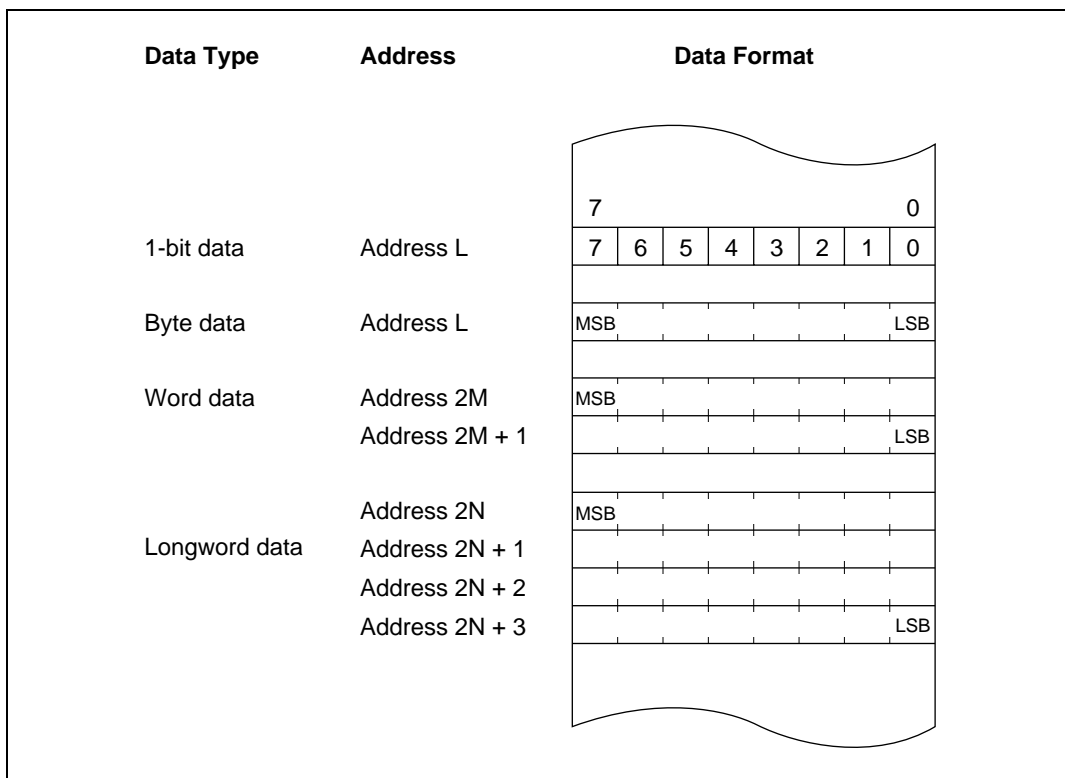 Data Type Address Data Format
7 0
1-bit data Address L 7 6 5 4 3 2 1 0
Byte data Address L MSB LSB
Word data Address 2M MSB
Address 2M + 1 LSB
Address 2N MSB
Longword data Address 2N + 1
Address 2N + 2
Address 2N + 3 LSB